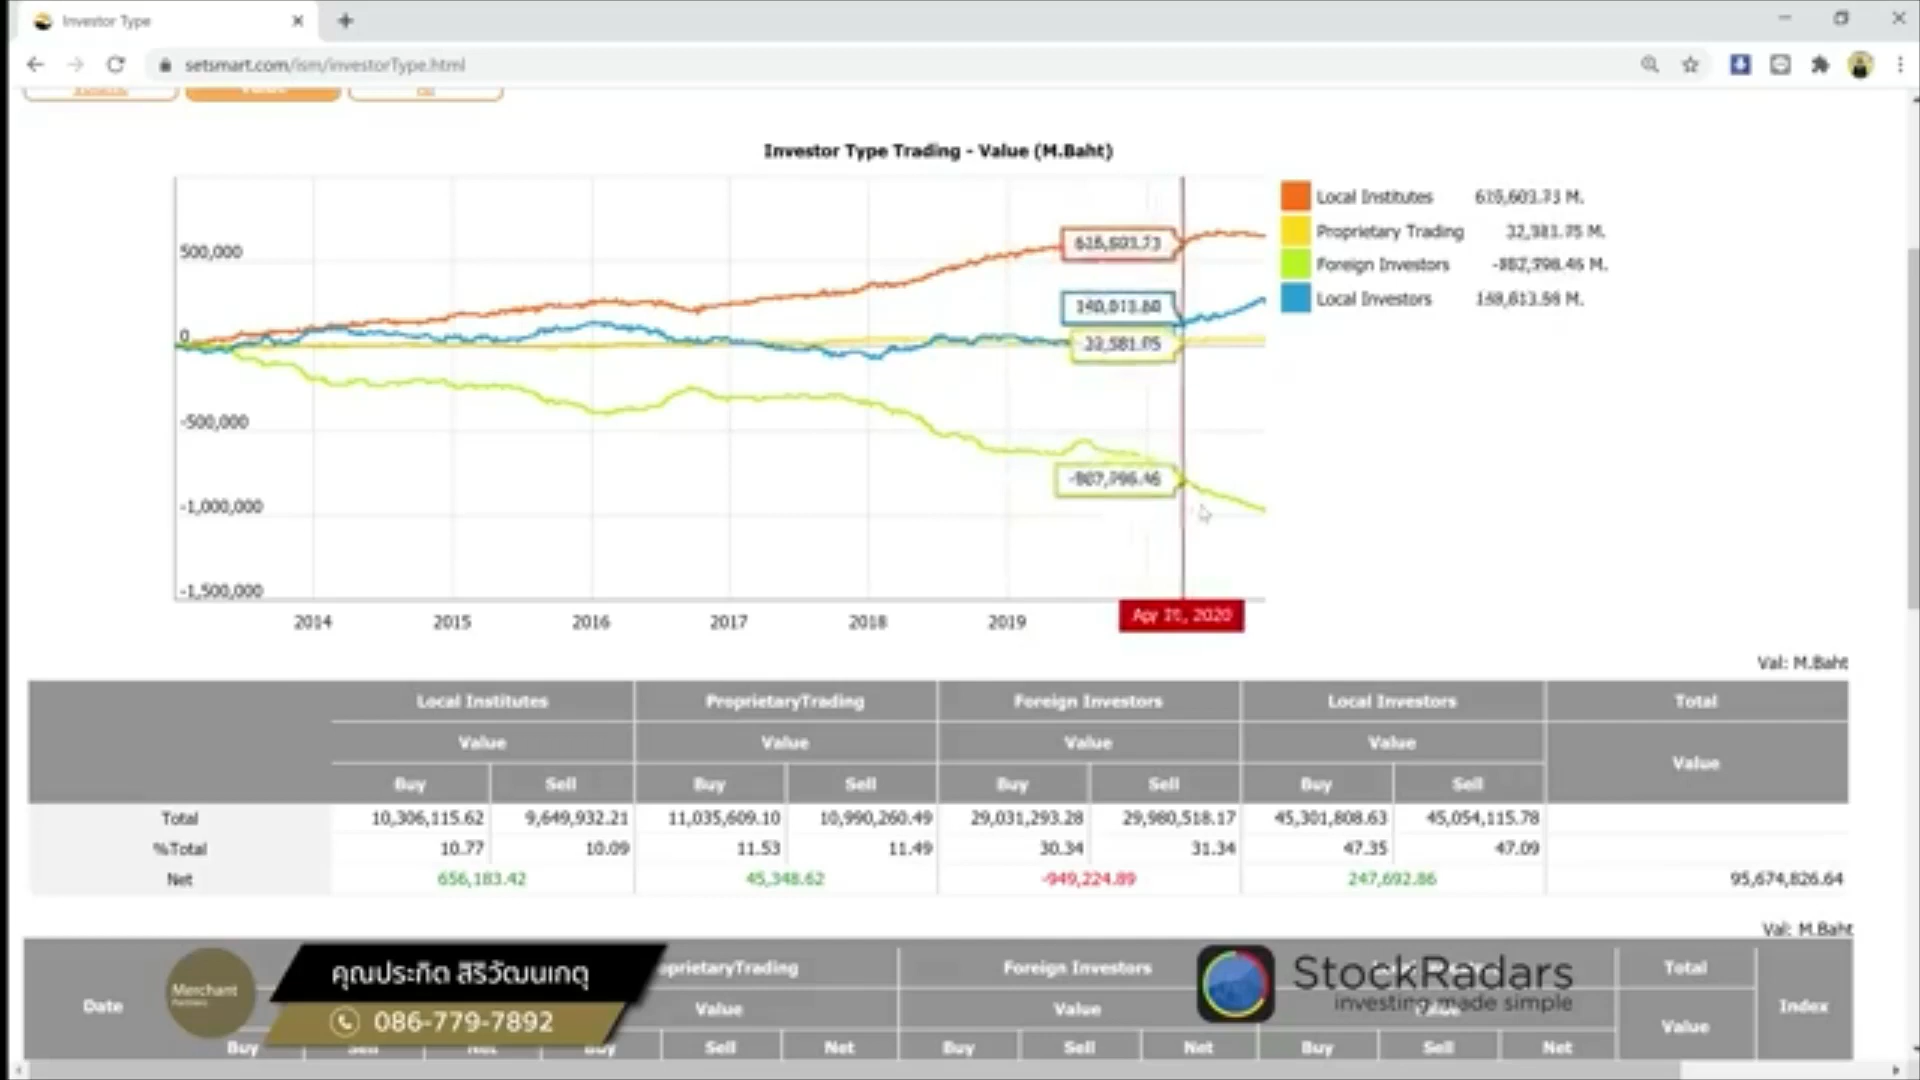 Investor Type
setsmart.com/ism/investorType.html
Investor Type Trading - Value (M.Baht)
500,000
0
-500,000
-1,000,000
-1,500,000
2014 2015 2016 2017 2018 2019
2020
Local Institutes
Proprietary Trading
Foreign Investors
Local Investors
Val: M.Baht
Local Institutes ProprietaryTrading Foreign Investors Local Investors Total
Value Value Value Value Value
Buy Sell Buy Sell Buy Sell Buy Sell
Total 10,306,115.62 9,649,932.21 11,035,609.10 10,990,260.49 29,031,293.28 29,980,518.17 45,301,808.63 45,054,115.78
%Total 10.77 10.09 11.53 11.49 30.34 31.34 47.35 47.09
Net 656,183.42 45,348.62 -949,224.89 247,692.86 95,674,826.64
Val: M.Baht
Foreign Investors Total
Date Value Value Value Index
Buy Sell Net Buy Sell Net Buy Sell Net
Merchant
Partners
คุณประกิต สิริวัฒนเกตุ
086-779-7892
StockRadars
investing made simple